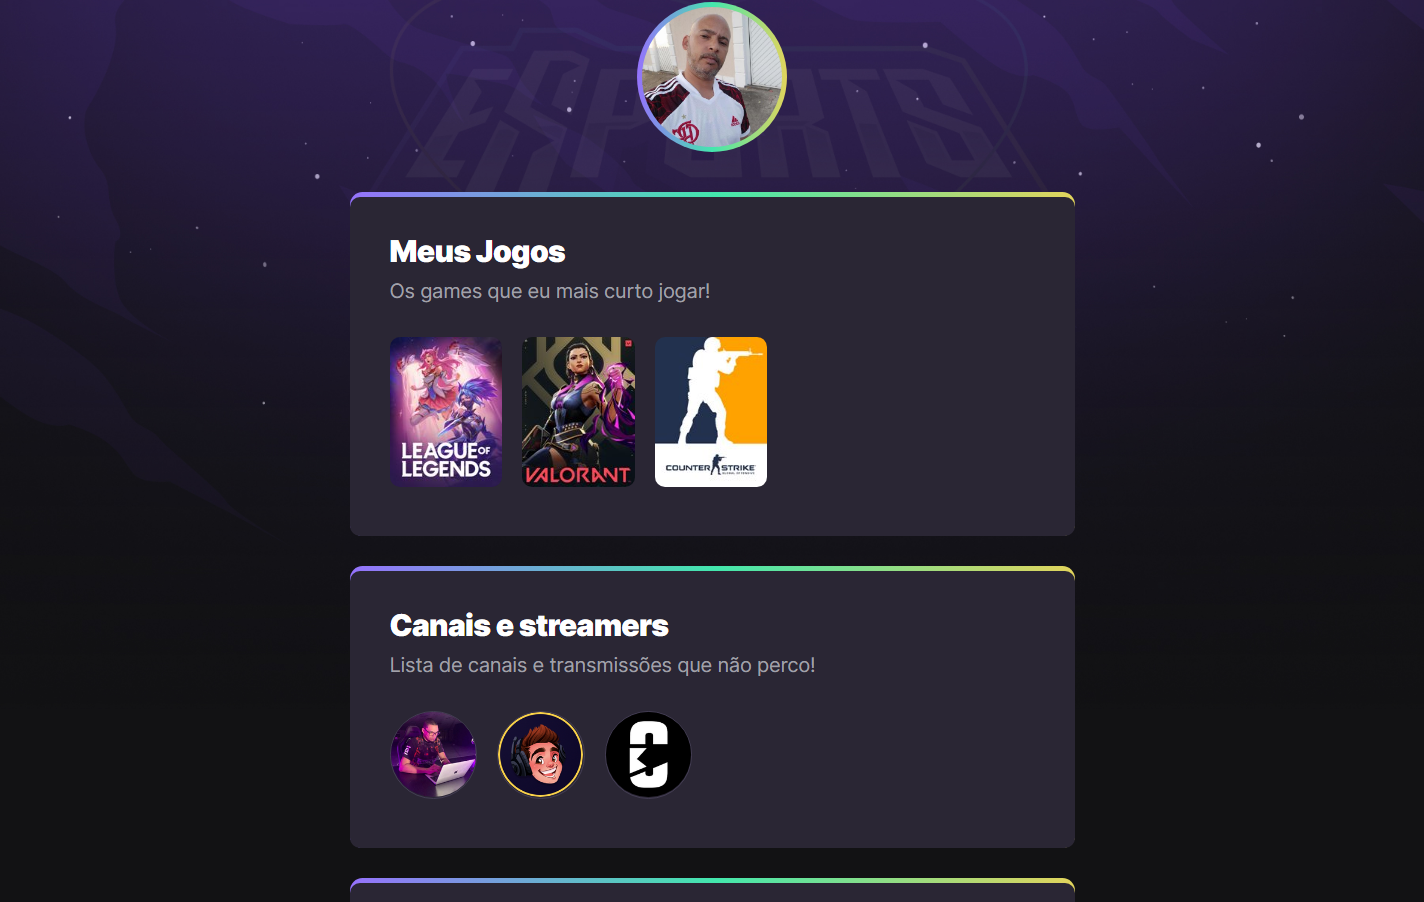 ESPORTS
Meus Jogos
Os games que eu mais curto jogar!
LEAGUE OF
LEGENDS
VALORANT
COUNTER STRIKE
Canais e streamers
Lista de canais e transmissões que não perco!